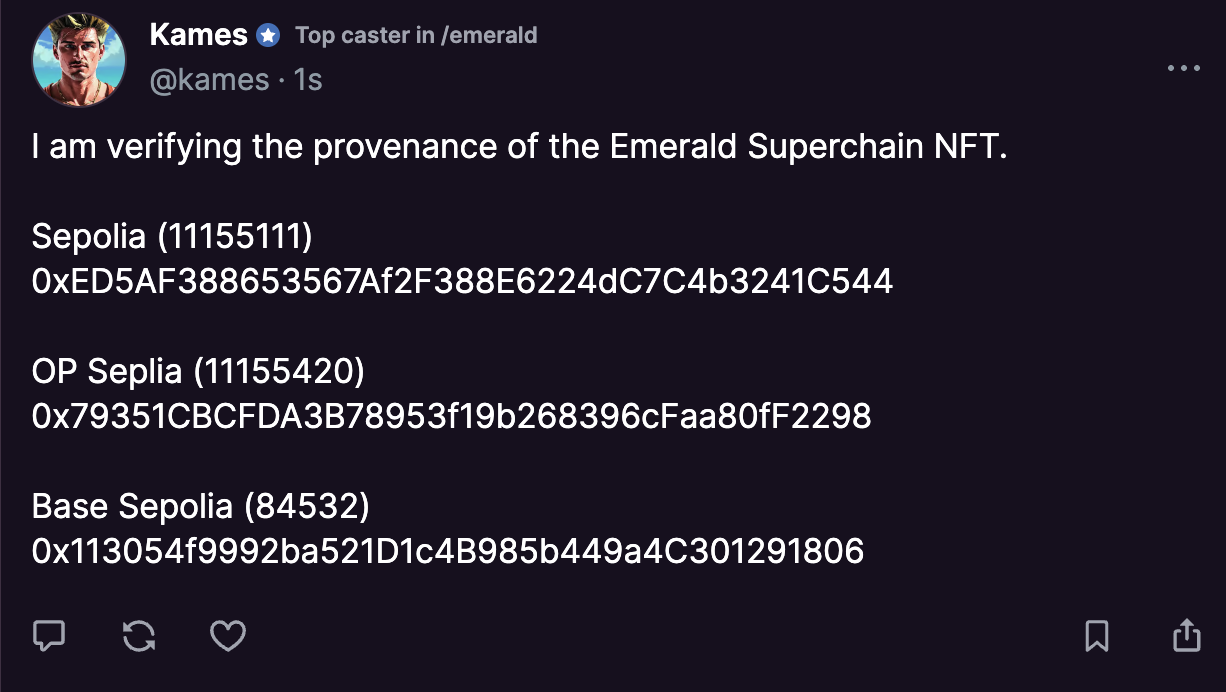 Kames Top caster in /emerald
@kames · 1s
I am verifying the provenance of the Emerald Superchain NFT.
Sepolia (11155111)
0xED5AF388653567Af2F388E6224dC7C4b3241C544
OP Seplia (11155420)
0x79351CBCFDA3B78953f19b268396cFaa80fF2298
Base Sepolia (84532)
0x113054f9992ba521D1c4B985b449a4C301291806